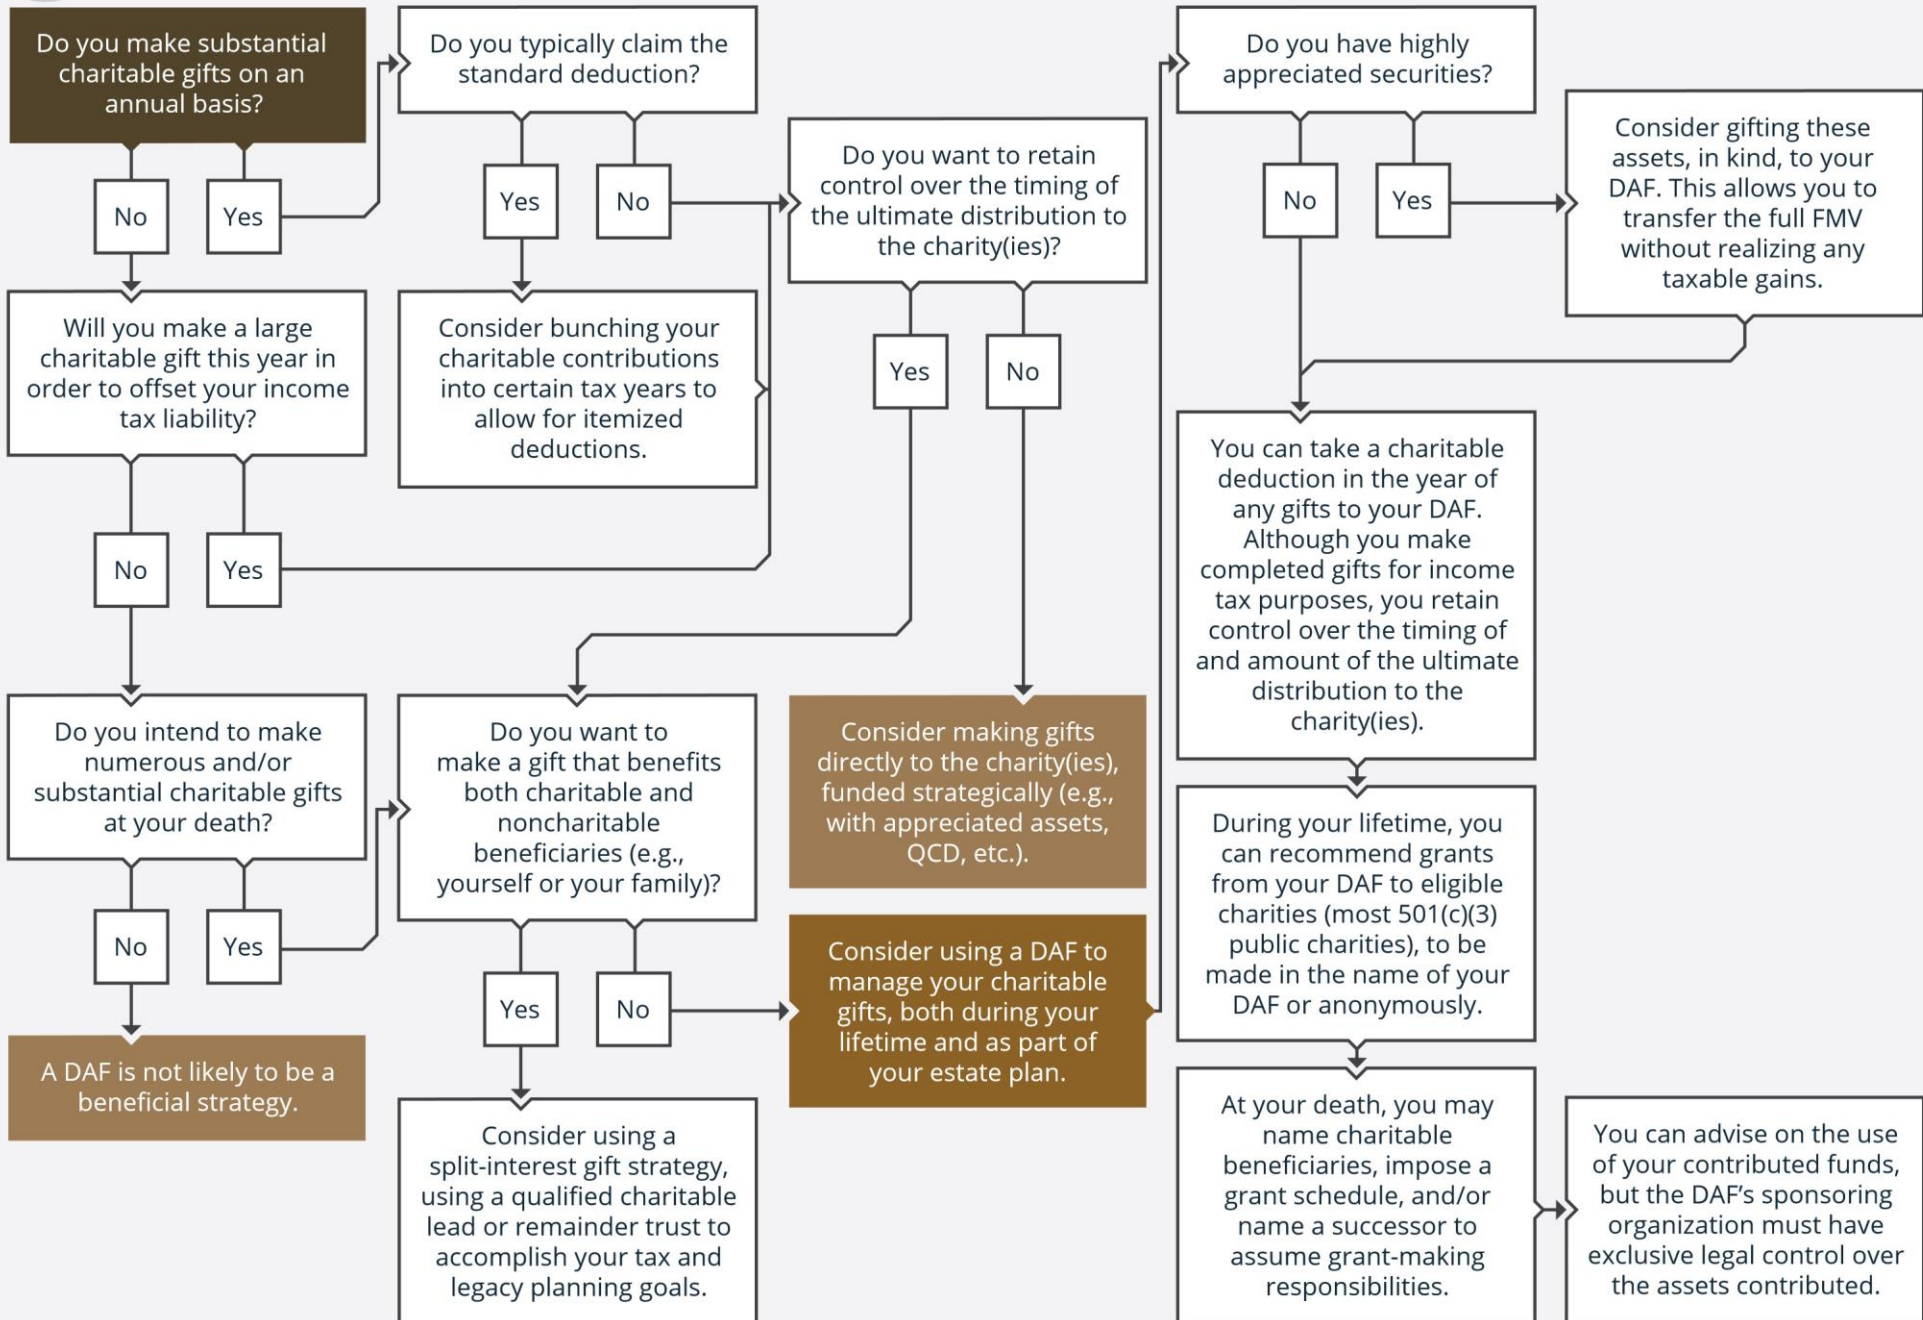 Do you make substantial
charitable gifts on an
annual basis?
No
Yes
Will you make a large
charitable gift this year in
order to offset your income
tax liability?
No
Yes
Do you intend to make
numerous and/or
substantial charitable gifts
at your death?
No
Yes
A DAF is not likely to be a
beneficial strategy.
Do you typically claim the
standard deduction?
Yes
No
Consider bunching your
charitable contributions
into certain tax years to
allow for itemized
deductions.
Do you want to
make a gift that benefits
both charitable and
noncharitable
beneficiaries (e.g.,
yourself or your family)?
Yes
No
Consider using a
split-interest gift strategy,
using a qualified charitable
lead or remainder trust to
accomplish your tax and
legacy planning goals.
Do you want to retain
control over the timing of
the ultimate distribution to
the charity(ies)?
Yes
No
Consider making gifts
directly to the charity(ies),
funded strategically (e.g.,
with appreciated assets,
QCD, etc.).
Consider using a DAF to
manage your charitable
gifts, both during your
lifetime and as part of
your estate plan.
Do you have highly
appreciated securities?
No
Yes
Consider gifting these
assets, in kind, to your
DAF. This allows you to
transfer the full FMV
without realizing any
taxable gains.
You can take a charitable
deduction in the year of
any gifts to your DAF.
Although you make
completed gifts for income
tax purposes, you retain
control over the timing of
and amount of the ultimate
distribution to the
charity(ies).
During your lifetime, you
can recommend grants
from your DAF to eligible
charities (most 501(c)(3)
public charities), to be
made in the name of your
DAF or anonymously.
At your death, you may
name charitable
beneficiaries, impose a
grant schedule, and/or
name a successor to
assume grant-making
responsibilities.
You can advise on the use
of your contributed funds,
but the DAF’s sponsoring
organization must have
exclusive legal control over
the assets contributed.